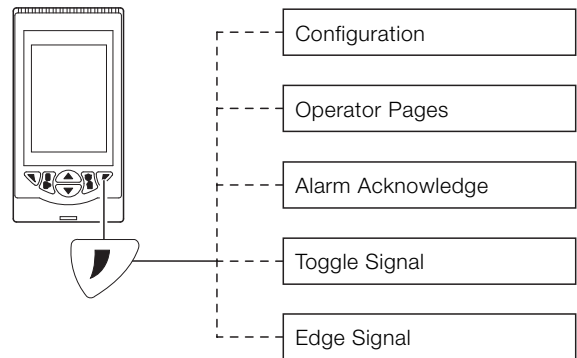 Configuration
Operator Pages
Alarm Acknowledge
Toggle Signal
Edge Signal